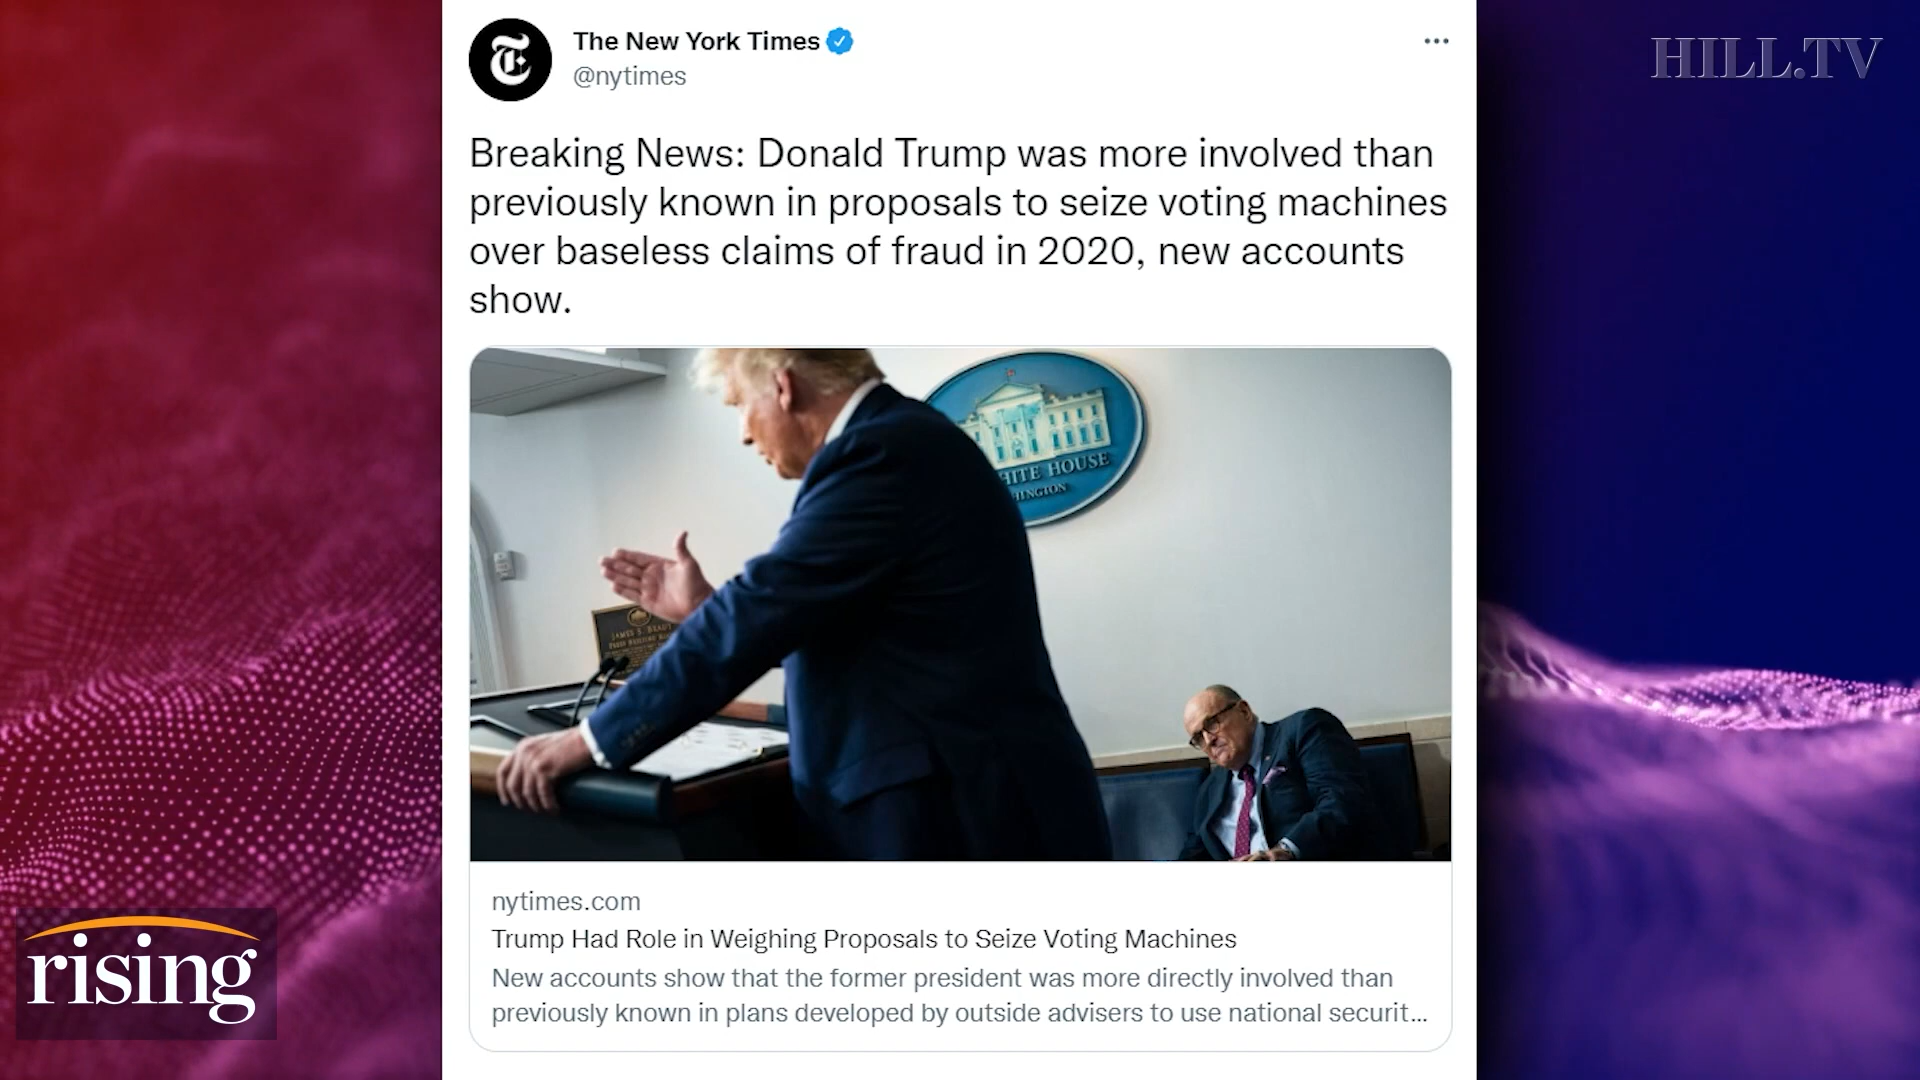 HILL.TV
The New York Times
@nytimes
Breaking News: Donald Trump was more involved than
previously known in proposals to seize voting machines
over baseless claims of fraud in 2020, new accounts
show.
HITE HOUSE
HINGTON
JAMES S. BRADY
nytimes.com
Trump Had Role in Weighing Proposals to Seize Voting Machines
New accounts show that the former president was more directly involved than
previously known in plans developed by outside advisers to use national securit...
rising